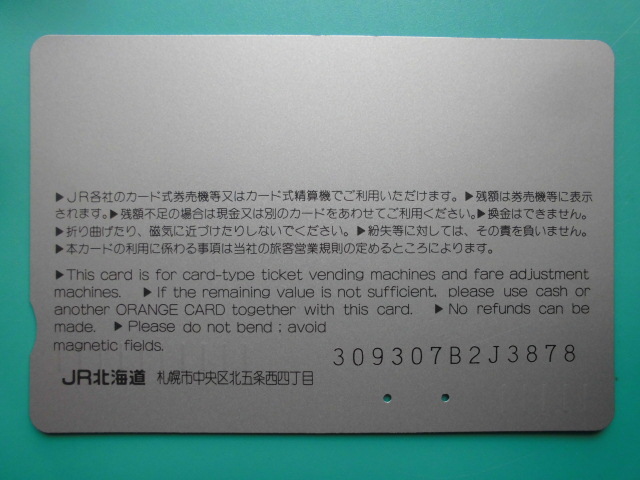 ▶JR各社のカード式券売機等又はカード式精算機でご利用いただけます。▶残額は券売機等に表示
されます。▶残額不足の場合は現金又は別のカードをあわせてご利用ください。▶換金はできません。
▶折り曲げたり、磁気に近づけたりしないでください。▶紛失等に対しては、その責を負いません。
▶本カードの利用に係わる事項は当社の旅客営業規則の定めるところによります。
▶This card is for card-type ticket vending machines and fare adjustment
machines. ▶If the remaining value is not sufficient, please use cash or
another ORANGE CARD together with this card. ▶No refunds can be
made. ▶Please do not bend ; avoid
magnetic fields.
309307B2J3878
JR北海道 札幌市中央区北五条西四丁目